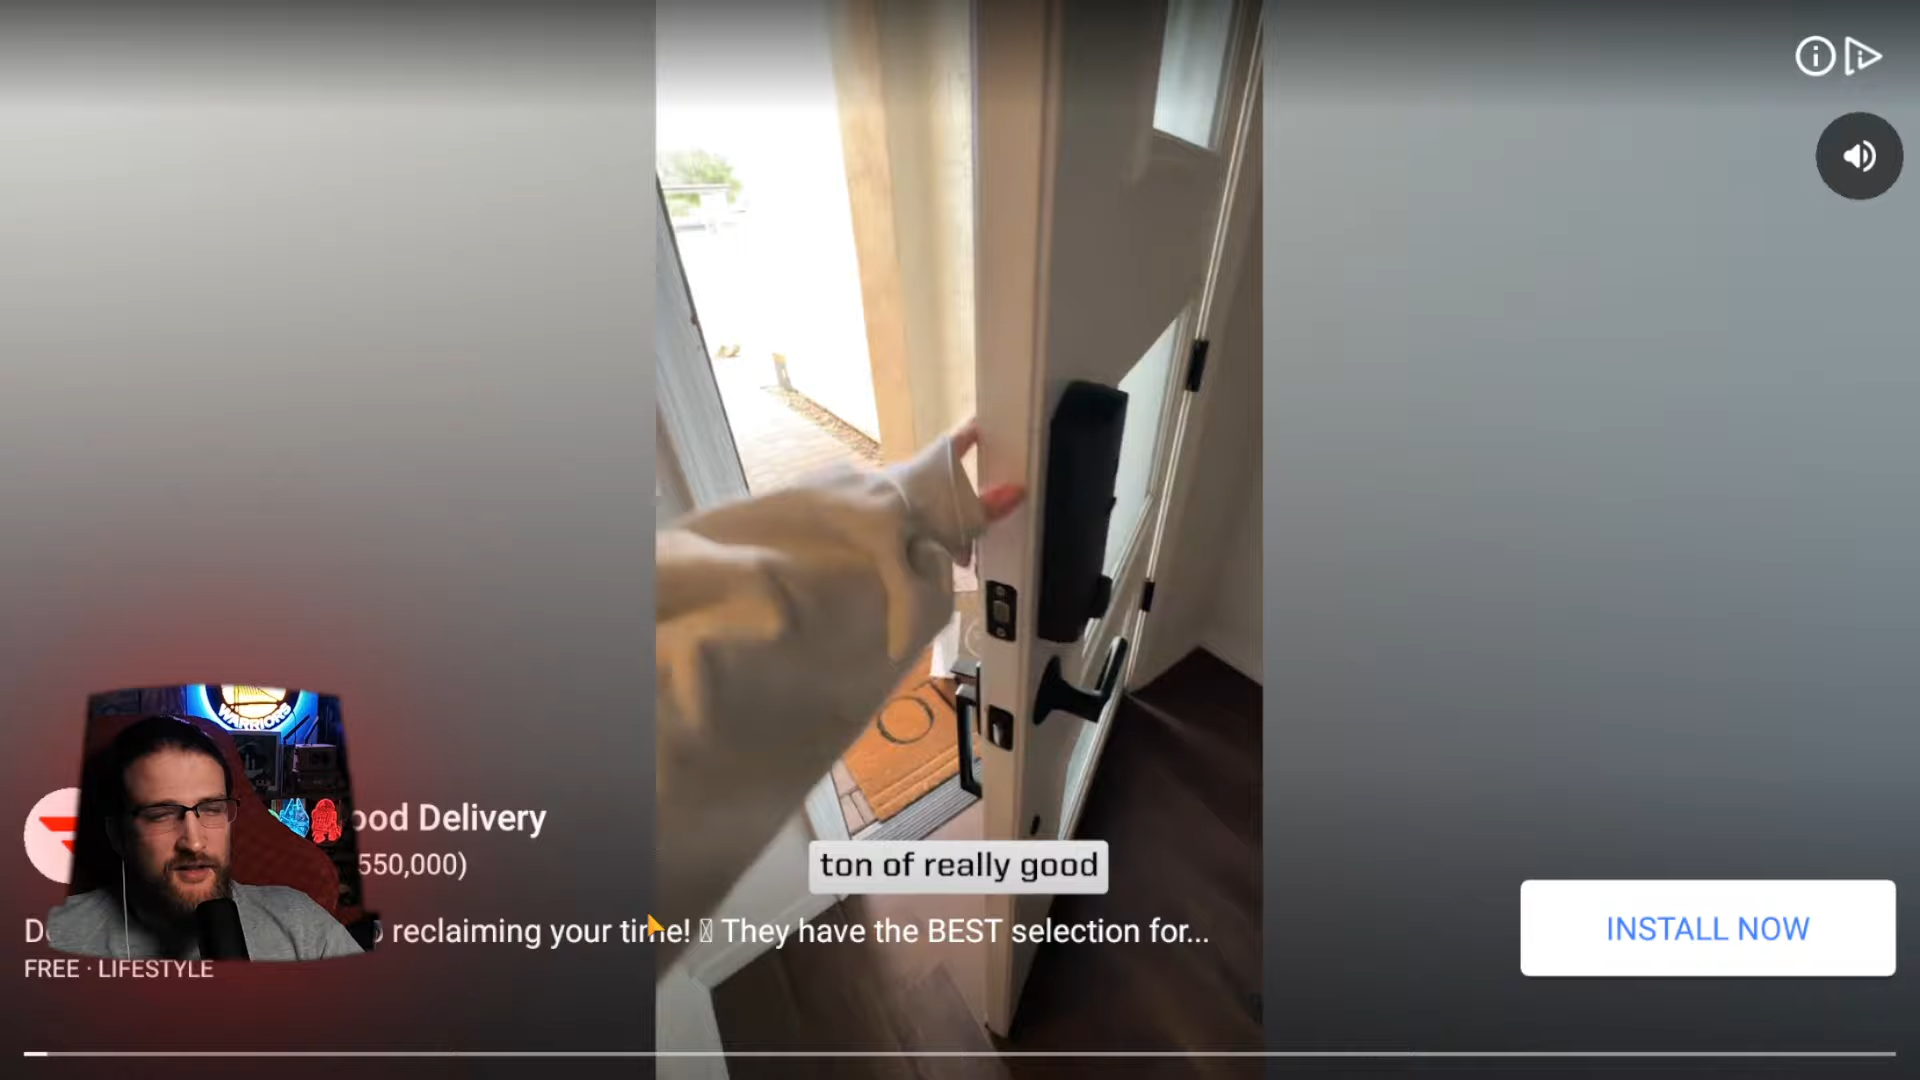 WARRIORS
ood Delivery
550,000)
ton of really good
reclaiming your time! They have the BEST selection for...
FREE · LIFESTYLE
INSTALL NOW